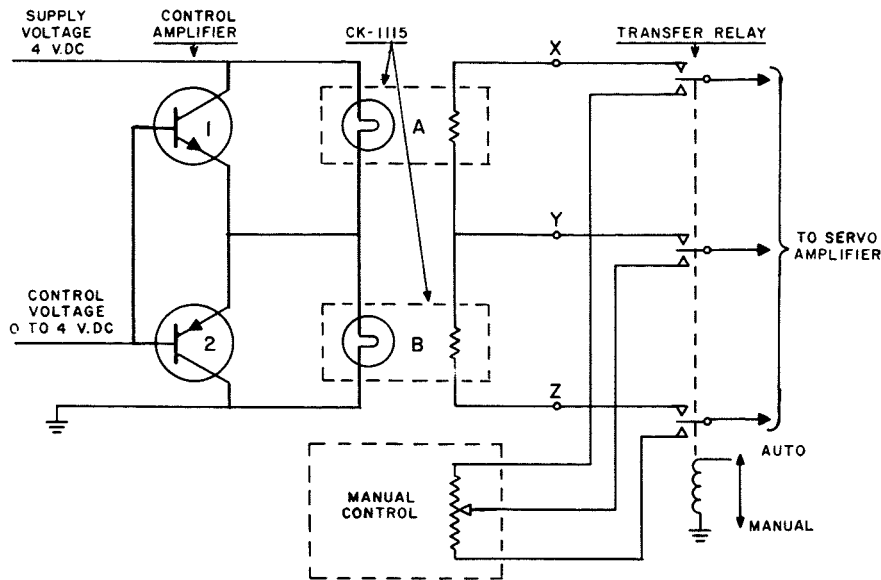 SUPPLY
VOLTAGE
4 V.DC
CONTROL
AMPLIFIER
CK-1115
TRANSFER RELAY
X
1
A
Y
TO SERVO
AMPLIFIER
CONTROL
VOLTAGE
0 TO 4 V.DC
2
B
Z
AUTO
MANUAL
CONTROL
MANUAL